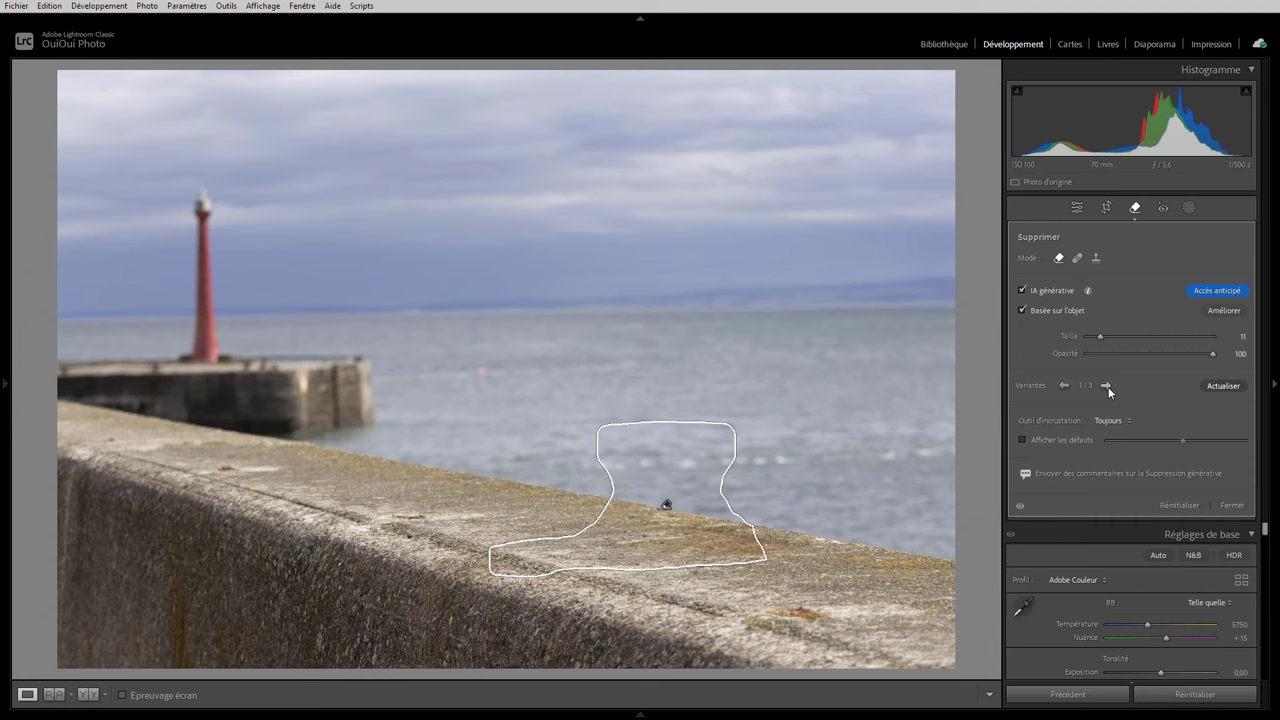 Fichier Edition Développement Photo Paramètres Outils Affichage Fenêtre Aide Scripts
Lrc
Adobe Lightroom Classic
OuiOui Photo
Bibliothèque | Développement | Cartes | Livres | Diaporama | Impression
Histogramme
ISO 100 70 mm ƒ / 5,6 1/500 s
Photo d'origine
Supprimer
Mode :
IA générative Accès anticipé
Basée sur l'objet Améliorer
Taille 11
Opacité 100
Variantes 1 / 3 Actualiser
Outil d'incrustation : Toujours
Afficher les défauts
Envoyer des commentaires sur la Suppression générative
Réinitialiser Fermer
Réglages de base
Auto N&B HDR
Profil : Adobe Couleur
BB : Telle quelle
Température 5750
Nuance + 15
Tonalité
Exposition 0,00
Epreuvage écran
Précédent Réinitialiser